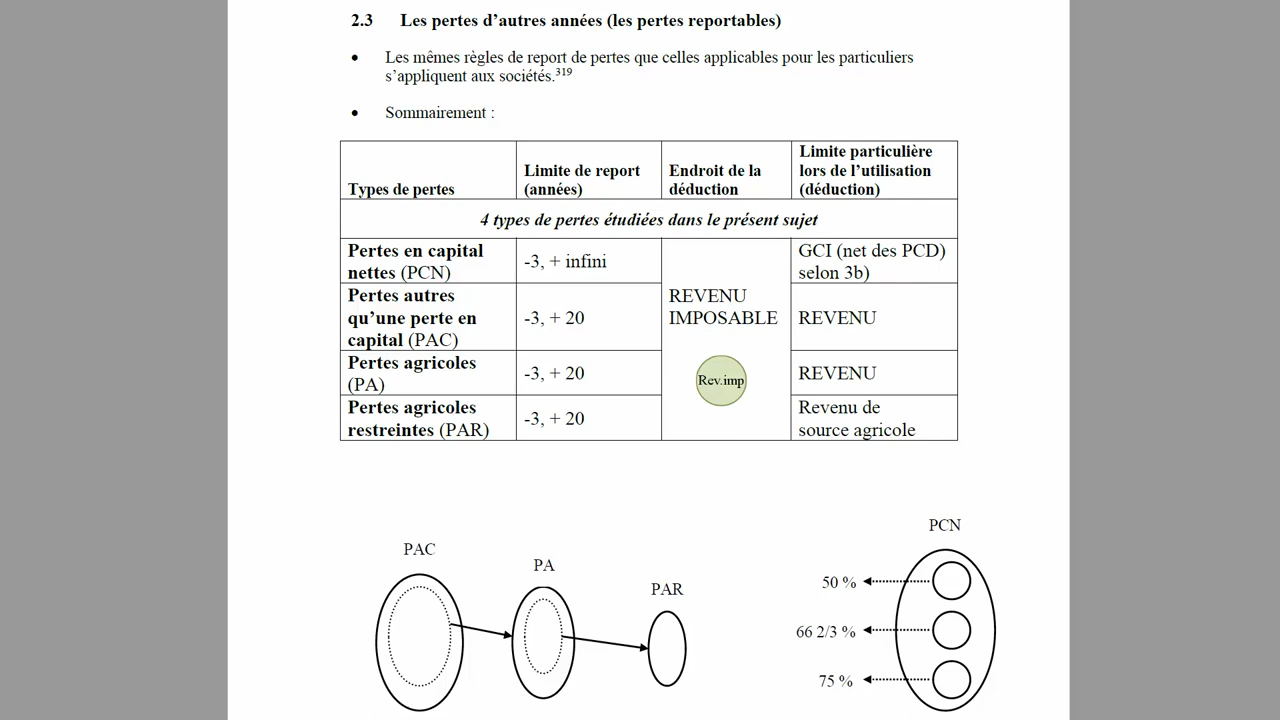 2.3 Les pertes d’autres années (les pertes reportables)
• Les mêmes règles de report de pertes que celles applicables pour les particuliers
s’appliquent aux sociétés.319
• Sommairement :
Types de pertes
Limite de report
(années)
Endroit de la
déduction
Limite particulière
lors de l’utilisation
(déduction)
4 types de pertes étudiées dans le présent sujet
Pertes en capital
nettes (PCN)
-3, + infini
GCI (net des PCD)
selon 3b)
Pertes autres
qu’une perte en
capital (PAC)
-3, + 20
REVENU
IMPOSABLE
REVENU
Pertes agricoles
(PA)
-3, + 20
Rev.imp
REVENU
Pertes agricoles
restreintes (PAR)
-3, + 20
Revenu de
source agricole
PAC
PA
PAR
PCN
50 %
66 2/3 %
75 %